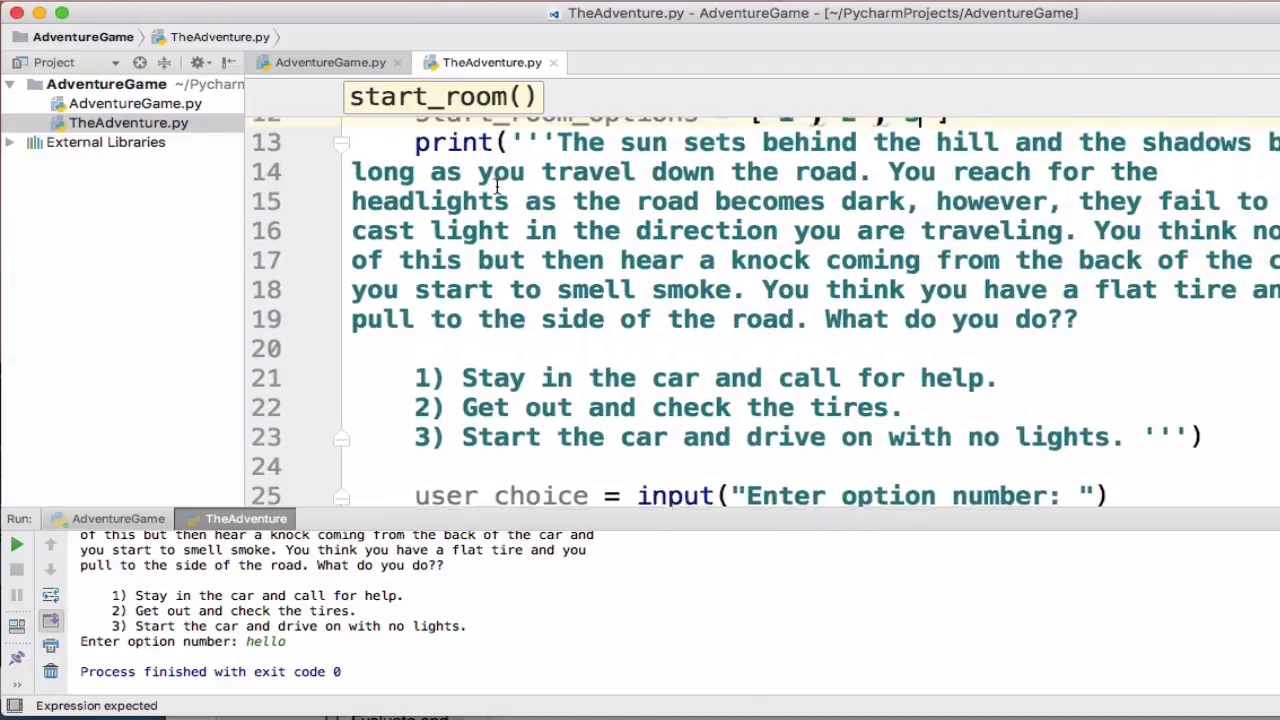 TheAdventure.py - AdventureGame - [~/PycharmProjects/AdventureGame]
AdventureGame TheAdventure.py
Project AdventureGame.py TheAdventure.py
AdventureGame ~/Pycharm
AdventureGame.py
TheAdventure.py
External Libraries
start_room()
13 print('''The sun sets behind the hill and the shadows b
14 long as you travel down the road. You reach for the
15 headlights as the road becomes dark, however, they fail to
16 cast light in the direction you are traveling. You think no
17 of this but then hear a knock coming from the back of the c
18 you start to smell smoke. You think you have a flat tire an
19 pull to the side of the road. What do you do??
20
21 1) Stay in the car and call for help.
22 2) Get out and check the tires.
23 3) Start the car and drive on with no lights. ''')
24
25 user_choice = input("Enter option number: ")
Run: AdventureGame TheAdventure
of this but then hear a knock coming from the back of the car and
you start to smell smoke. You think you have a flat tire and you
pull to the side of the road. What do you do??
1) Stay in the car and call for help.
2) Get out and check the tires.
3) Start the car and drive on with no lights.
Enter option number: hello
Process finished with exit code 0
Expression expected